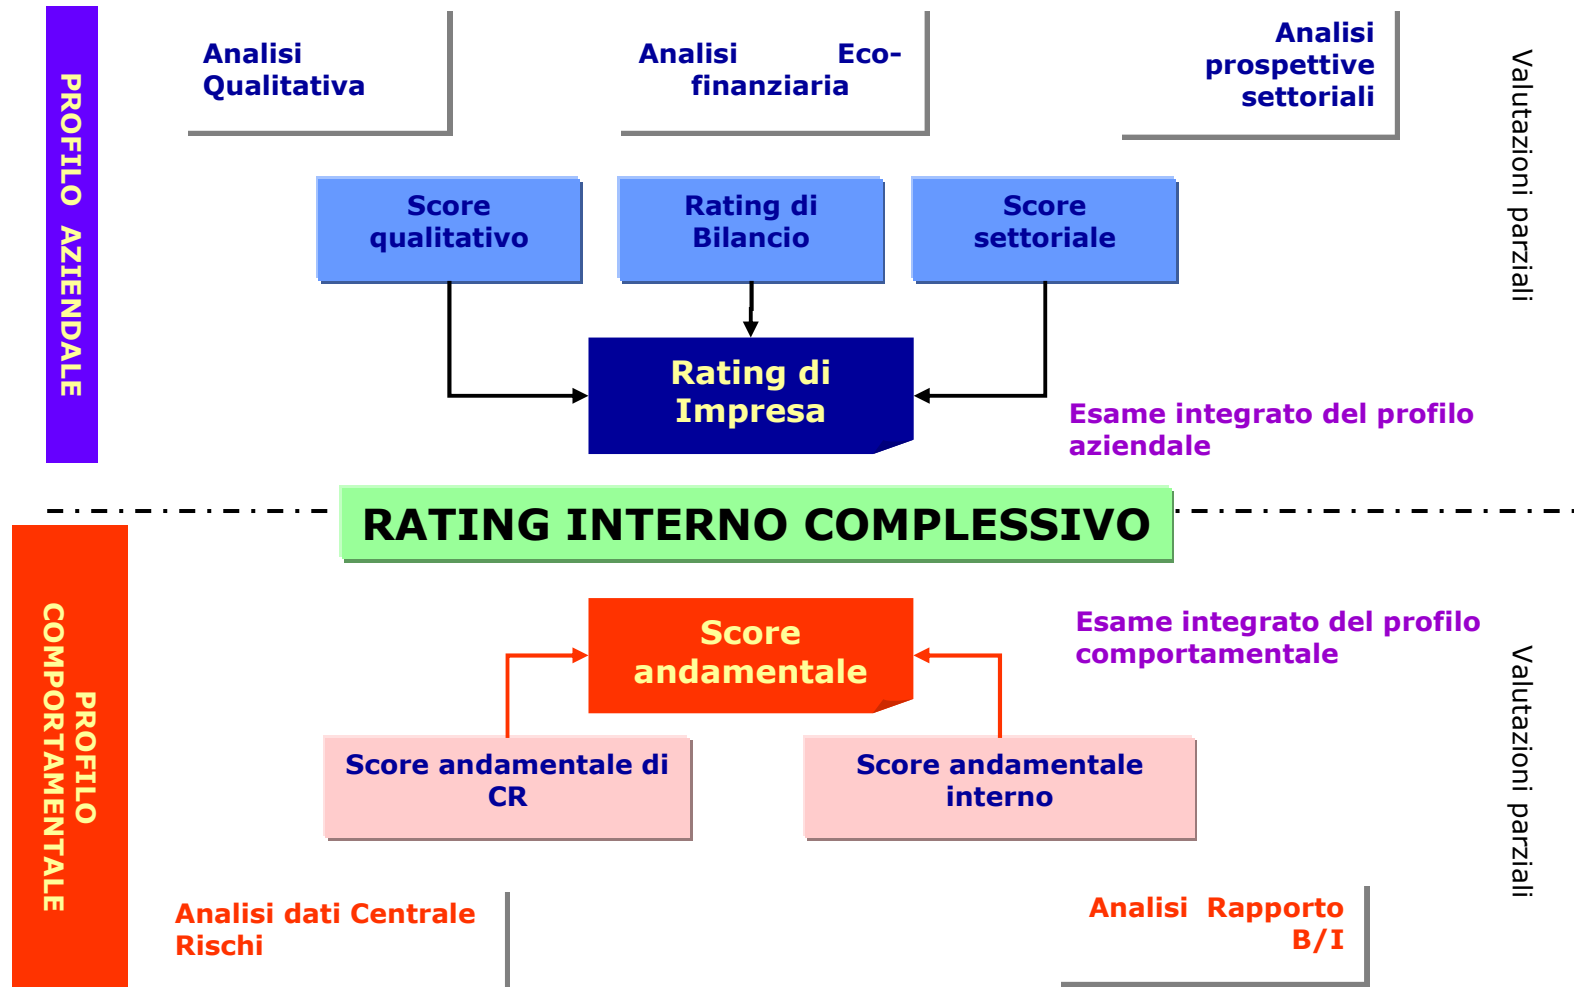 PROFILO AZIENDALE
Analisi
Qualitativa
Analisi Eco-
finanziaria
Analisi
prospettive
settoriali
Valutazioni parziali
Score
qualitativo
Rating di
Bilancio
Score
settoriale
Rating di
Impresa
Esame integrato del profilo
aziendale
RATING INTERNO COMPLESSIVO
PROFILO
COMPORTAMENTALE
Score
andamentale
Esame integrato del profilo
comportamentale
Valutazioni parziali
Score andamentale di
CR
Score andamentale
interno
Analisi dati Centrale
Rischi
Analisi Rapporto
B/I